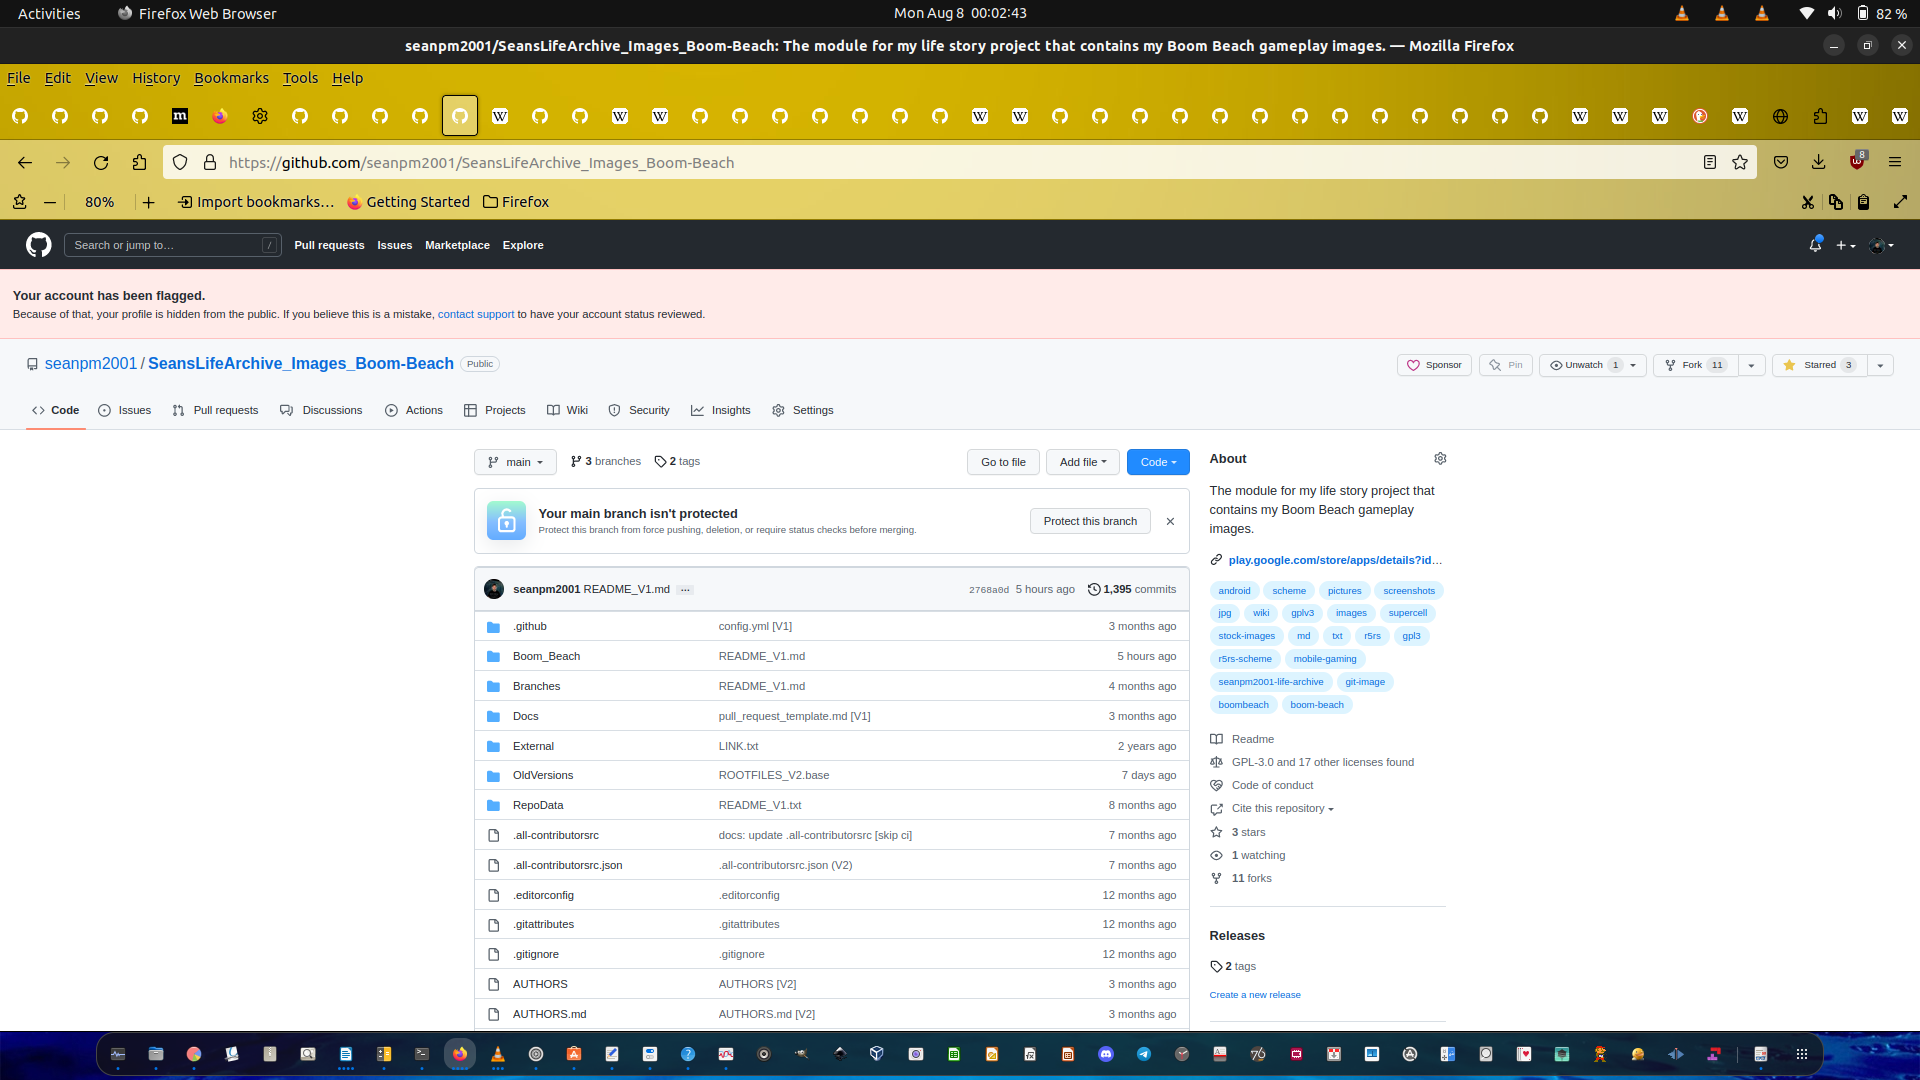 Activities
Firefox Web Browser
Mon Aug 8 00:02:43
82 %
seanpm2001/SeansLifeArchive_Images_Boom-Beach: The module for my life story project that contains my Boom Beach gameplay images. — Mozilla Firefox
File Edit View History Bookmarks Tools Help
https://github.com/seanpm2001/SeansLifeArchive_Images_Boom-Beach
8
80%
Import bookmarks...
Getting Started
Firefox
Search or jump to... /
Pull requests Issues Marketplace Explore
Your account has been flagged.
Because of that, your profile is hidden from the public. If you believe this is a mistake, contact support to have your account status reviewed.
seanpm2001 / SeansLifeArchive_Images_Boom-Beach Public
Sponsor Pin Unwatch 1 Fork 11 Starred 3
Code Issues Pull requests Discussions Actions Projects Wiki Security Insights Settings
main 3 branches 2 tags
Go to file Add file Code
Your main branch isn't protected
Protect this branch from force pushing, deletion, or require status checks before merging.
Protect this branch
seanpm2001 README_V1.md ... 2768a0d 5 hours ago 1,395 commits
.github config.yml [V1] 3 months ago
Boom_Beach README_V1.md 5 hours ago
Branches README_V1.md 4 months ago
Docs pull_request_template.md [V1] 3 months ago
External LINK.txt 2 years ago
OldVersions ROOTFILES_V2.base 7 days ago
RepoData README_V1.txt 8 months ago
.all-contributorsrc docs: update .all-contributorsrc [skip ci] 7 months ago
.all-contributorsrc.json .all-contributorsrc.json (V2) 7 months ago
.editorconfig .editorconfig 12 months ago
.gitattributes .gitattributes 12 months ago
.gitignore .gitignore 12 months ago
AUTHORS AUTHORS [V2] 3 months ago
AUTHORS.md AUTHORS.md [V2] 3 months ago
About
The module for my life story project that
contains my Boom Beach gameplay
images.
play.google.com/store/apps/details?id...
android scheme pictures screenshots
jpg wiki gplv3 images supercell
stock-images md txt r5rs gpl3
r5rs-scheme mobile-gaming
seanpm2001-life-archive git-image
boombeach boom-beach
Readme
GPL-3.0 and 17 other licenses found
Code of conduct
Cite this repository
3 stars
1 watching
11 forks
Releases
2 tags
Create a new release